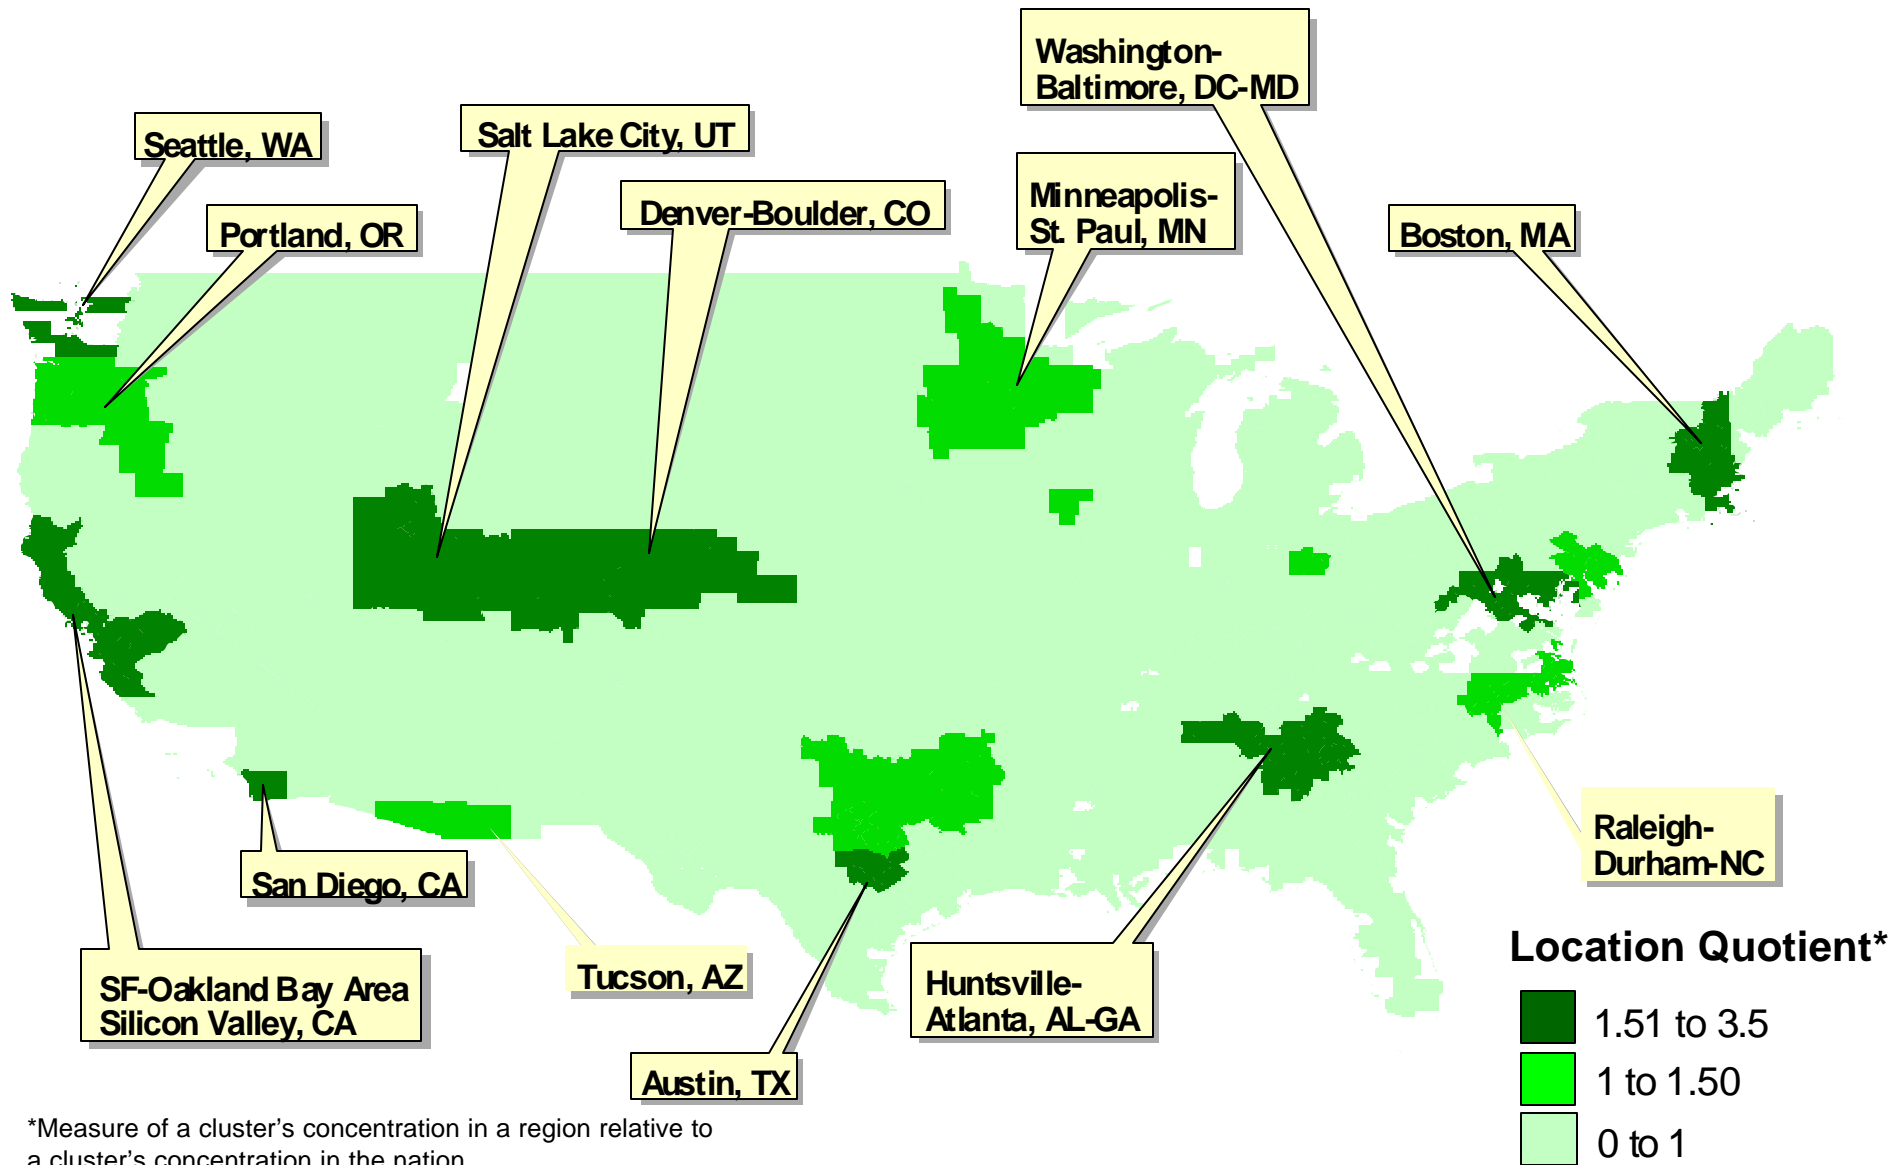 Washington-
Baltimore, DC-MD
Seattle, WA
Salt Lake City, UT
Minneapolis-
St. Paul, MN
Denver-Boulder, CO
Portland, OR
Boston, MA
Raleigh-
Durham-NC
San Diego, CA
SF-Oakland Bay Area
Silicon Valley, CA
Tucson, AZ
Huntsville-
Atlanta, AL-GA
Austin, TX
Location Quotient*
1.51 to 3.5
1 to 1.50
0 to 1
*Measure of a cluster's concentration in a region relative to
a cluster's concentration in the nation